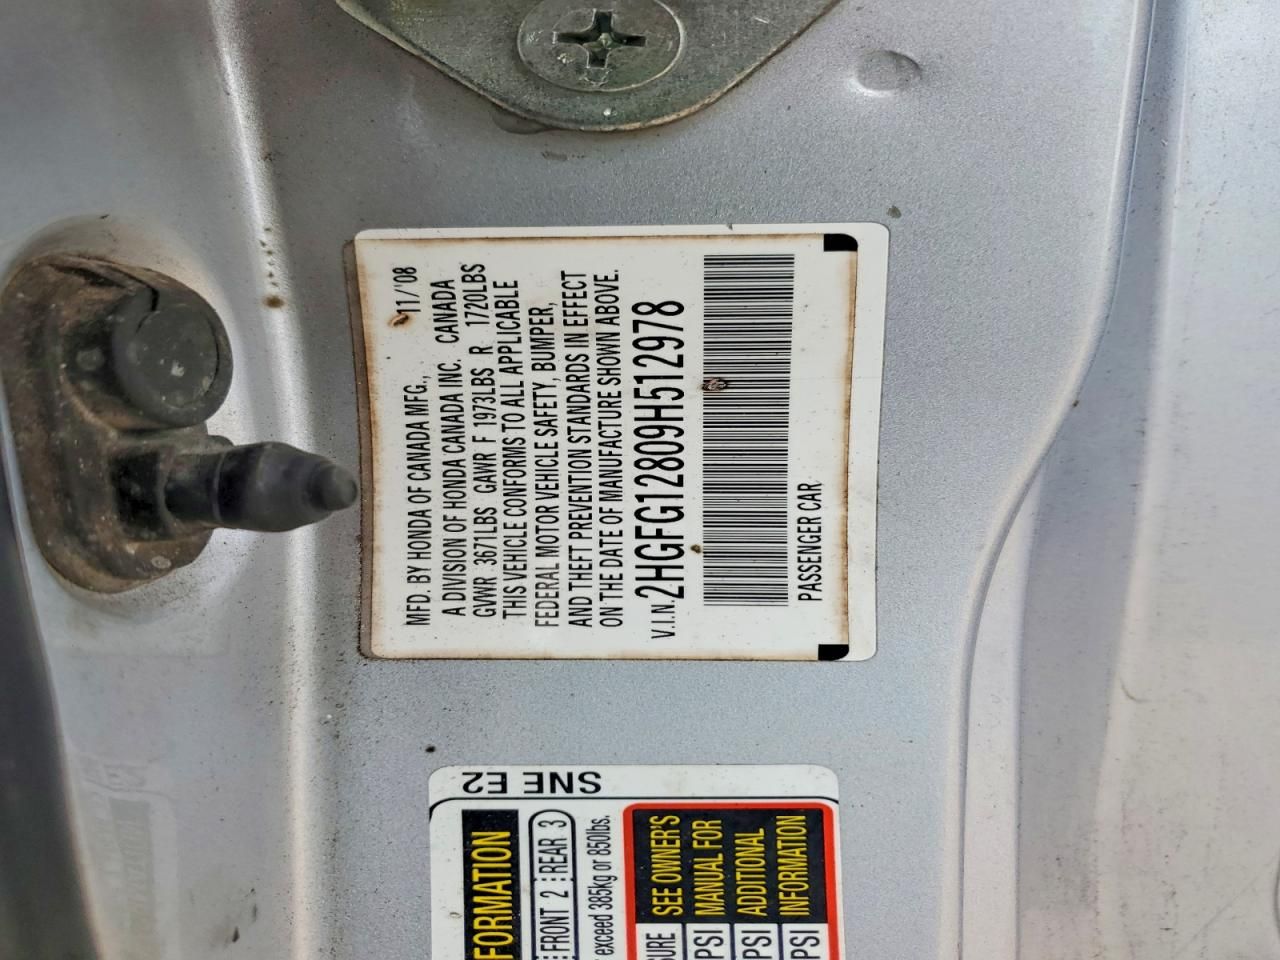 11/'08
MFD. BY HONDA OF CANADA MFG.,
A DIVISION OF HONDA CANADA INC. CANADA
GVWR 3671LBS GAWR F 1973LBS R 1720LBS
THIS VEHICLE CONFORMS TO ALL APPLICABLE
FEDERAL MOTOR VEHICLE SAFETY, BUMPER,
AND THEFT PREVENTION STANDARDS IN EFFECT
ON THE DATE OF MANUFACTURE SHOWN ABOVE.
V.I.N. 2HGFG12809H512978
PASSENGER CAR
SNE E2
FORMATION
FRONT 2 REAR 3
exceed 385kg or 850lbs.
SURE SEE OWNER'S
PSI MANUAL FOR
PSI ADDITIONAL
PSI INFORMATION